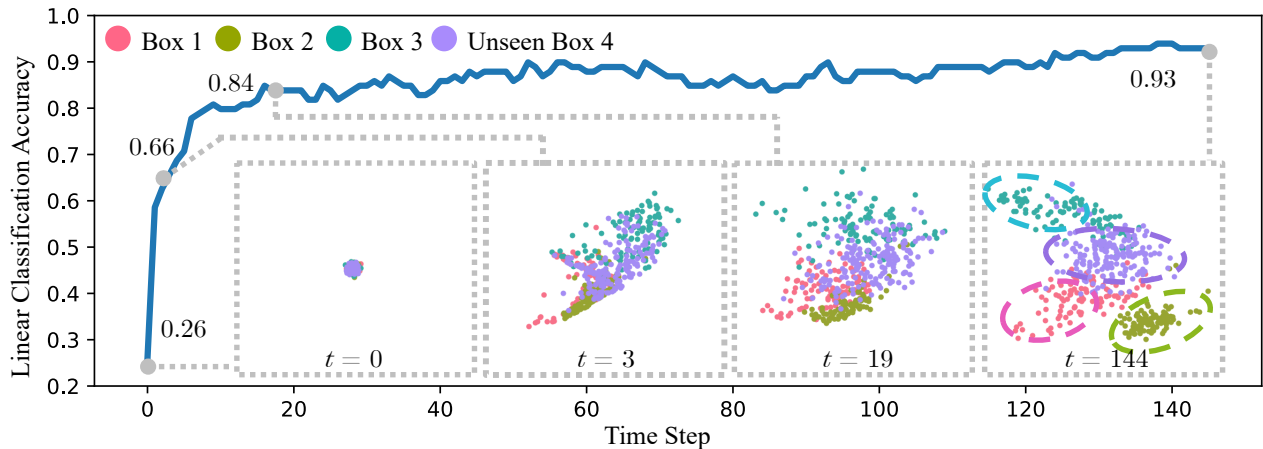 Linear Classification Accuracy
1.0
0.9
0.8
0.7
0.6
0.5
0.4
0.3
0.2
Box 1 Box 2 Box 3 Unseen Box 4
0.84
0.93
0.66
0.26
t = 0
t = 3
t = 19
t = 144
0 20 40 60 80 100 120 140
Time Step